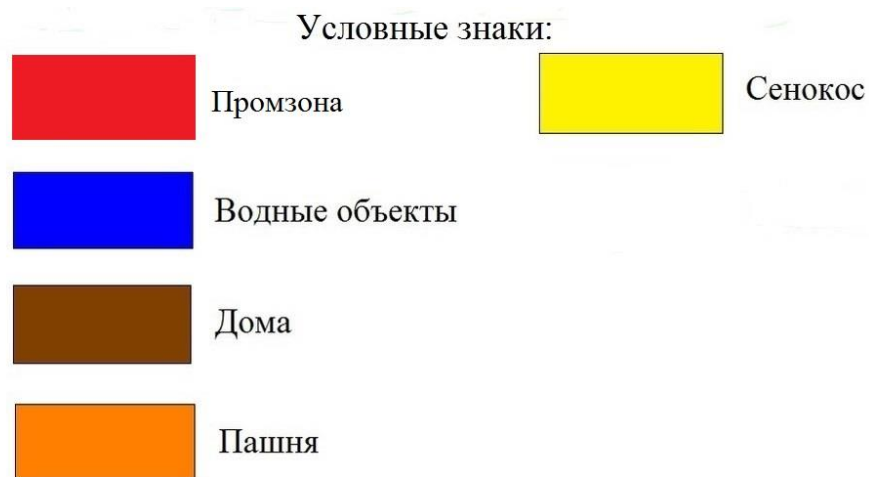 Условные знаки:
Промзона
Сенокос
Водные объекты
Дома
Пашня